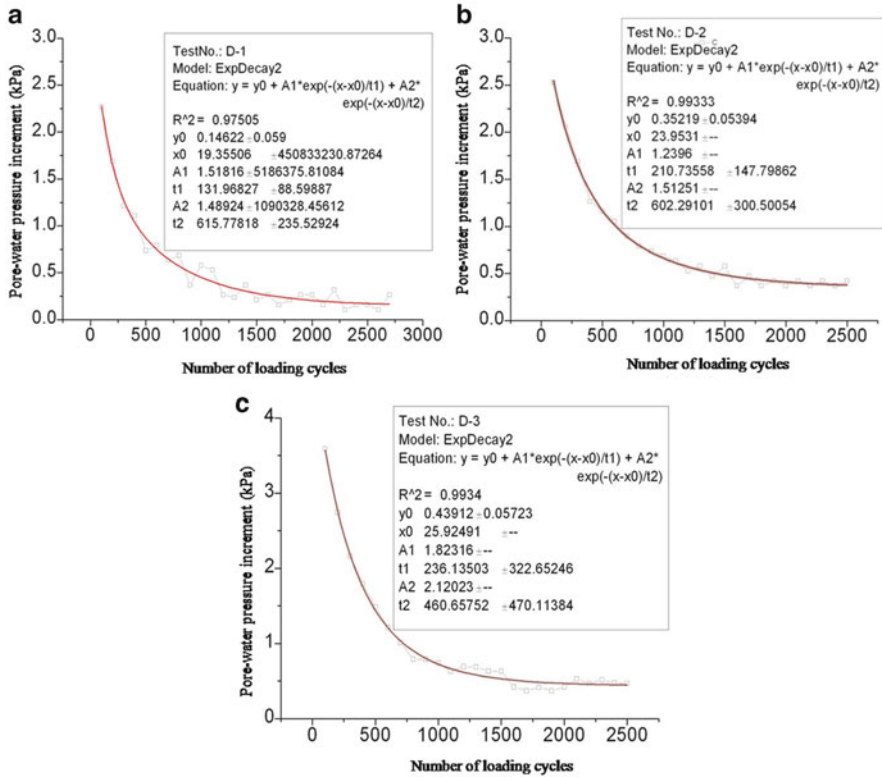 a
Pore-water pressure increment (kPa)
3.0
2.5
2.0
1.5
1.0
0.5
0.0
TestNo.: D-1
Model: ExpDecay2
Equation: y = y0 + A1*exp(-(x-x0)/t1) + A2*
exp(-(x-x0)/t2)
R^2 = 0.97505
y0 0.14622 ±0.059
x0 19.35506 ±450833230.87264
A1 1.51816 ±5186375.81084
t1 131.96827 ±88.59887
A2 1.48924 ±1090328.45612
t2 615.77818 ±235.52924
0 500 1000 1500 2000 2500 3000
Number of loading cycles
b
Pore-water pressure increment (kPa)
3.0
2.5
2.0
1.5
1.0
0.5
0.0
Test No.: D-2
c
Model: ExpDecay2
Equation: y = y0 + A1*exp(-(x-x0)/t1) + A2*
exp(-(x-x0)/t2)
R^2 = 0.99333
y0 0.35219 ±0.05394
x0 23.9531 ±--
A1 1.2396 ±--
t1 210.73558 ±147.79862
A2 1.51251 ±--
t2 602.29101 ±300.50054
0 500 1000 1500 2000 2500
Number of loading cycles
c
Pore-water pressure increment (kPa)
4
3
2
1
0
Test No.: D-3
Model: ExpDecay2
Equation: y = y0 + A1*exp(-(x-x0)/t1) + A2*
exp(-(x-x0)/t2)
R^2 = 0.9934
y0 0.43912 ±0.05723
x0 25.92491 ±--
A1 1.82316 ±--
t1 236.13503 ±322.65246
A2 2.12023 ±--
t2 460.65752 ±470.11384
0 500 1000 1500 2000 2500
Number of loading cycles